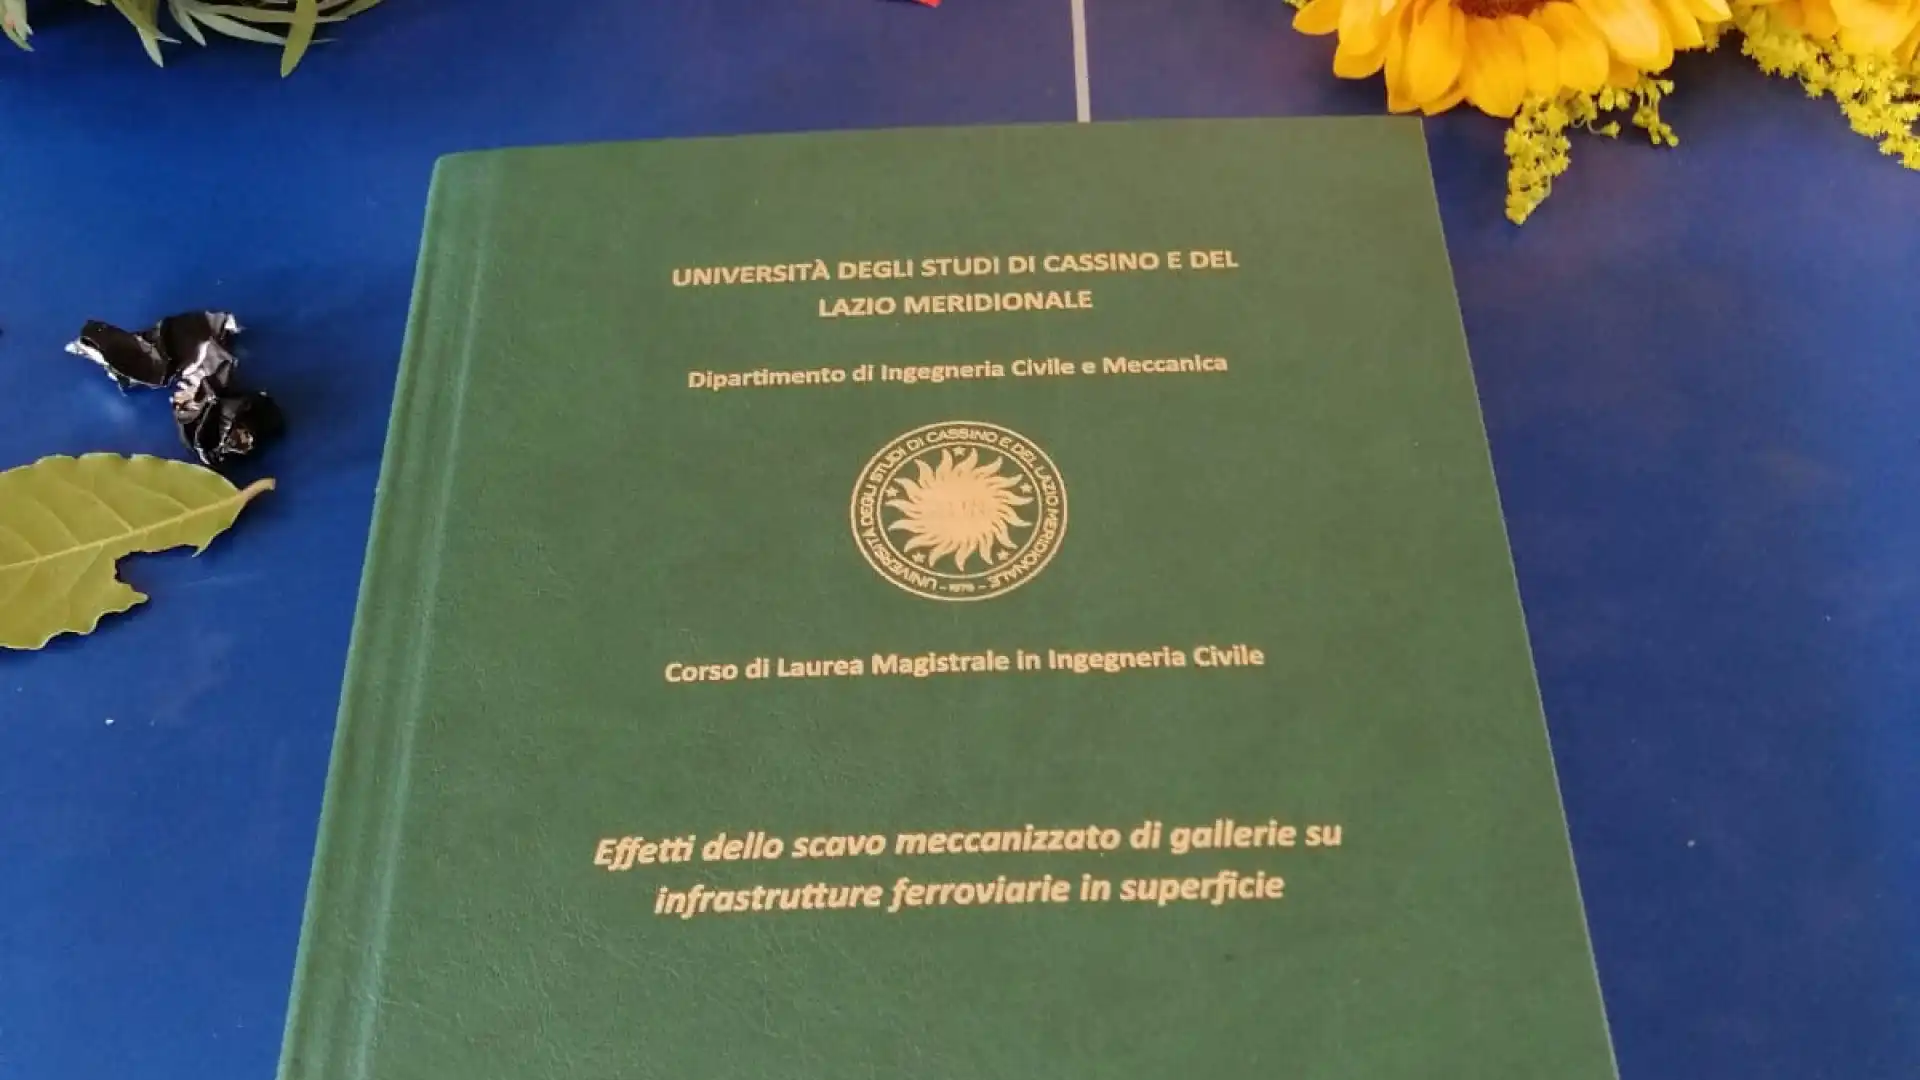 UNIVERSITÀ DEGLI STUDI DI CASSINO E DEL
LAZIO MERIDIONALE
Dipartimento di Ingegneria Civile e Meccanica
UNIVERSITÀ DEGLI STUDI DI CASSINO E DEL LAZIO MERIDIONALE
- 1979 -
Corso di Laurea Magistrale in Ingegneria Civile
Effetti dello scavo meccanizzato di gallerie su
infrastrutture ferroviarie in superficie